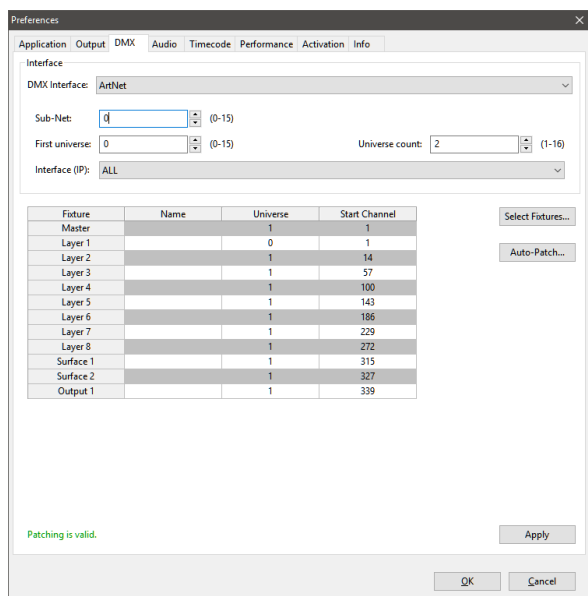 Preferences
Application Output DMX Audio Timecode Performance Activation Info
Interface
DMX Interface: ArtNet
Sub-Net: 0 (0-15)
First universe: 0 (0-15) Universe count: 2 (1-16)
Interface (IP): ALL
Fixture Name Universe Start Channel
Master 1 1
Layer 1 0 1
Layer 2 1 14
Layer 3 1 57
Layer 4 1 100
Layer 5 1 143
Layer 6 1 186
Layer 7 1 229
Layer 8 1 272
Surface 1 1 315
Surface 2 1 327
Output 1 1 339
Select Fixtures...
Auto-Patch...
Patching is valid.
Apply
OK Cancel